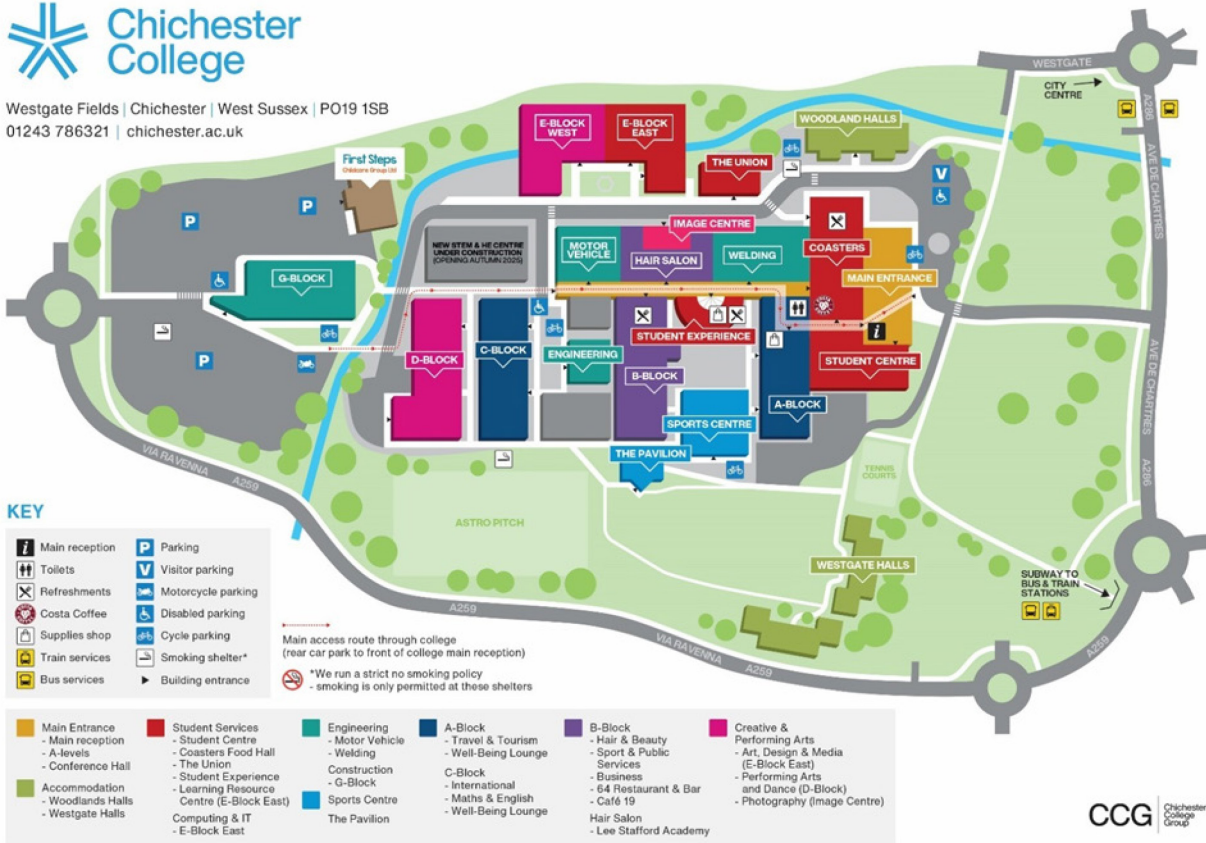 Chichester
College
Westgate Fields | Chichester | West Sussex | PO19 1SB
01243 786321 | chichester.ac.uk
WESTGATE
CITY
CENTRE
A286
AVE DE CHARTRES
AVE DE CHARTRES
A286
E-BLOCK
WEST
E-BLOCK
EAST
WOODLAND HALLS
THE UNION
First Steps
Childcare Group Ltd
P
P
V
IMAGE CENTRE
NEW STEM & HE CENTRE
UNDER CONSTRUCTION
(OPENING AUTUMN 2025)
MOTOR
VEHICLE
HAIR SALON
WELDING
COASTERS
MAIN ENTRANCE
G-BLOCK
COSTA
COFFEE
i
STUDENT EXPERIENCE
D-BLOCK
C-BLOCK
ENGINEERING
STUDENT CENTRE
P
B-BLOCK
A-BLOCK
SPORTS CENTRE
THE PAVILION
VIA RAVENNA
A259
TENNIS
COURTS
ASTRO PITCH
WESTGATE HALLS
SUBWAY TO
BUS & TRAIN
STATIONS
A259
VIA RAVENNA
A259
A259
KEY
i Main reception
Toilets
Refreshments
Costa Coffee
Supplies shop
Train services
Bus services
P Parking
V Visitor parking
Motorcycle parking
Disabled parking
Cycle parking
Smoking shelter*
Building entrance
Main access route through college
(rear car park to front of college main reception)
*We run a strict no smoking policy
- smoking is only permitted at these shelters
Main Entrance
- Main reception
- A-levels
- Conference Hall
Accommodation
- Woodlands Halls
- Westgate Halls
Student Services
- Student Centre
- Coasters Food Hall
- The Union
- Student Experience
- Learning Resource
Centre (E-Block East)
Computing & IT
- E-Block East
Engineering
- Motor Vehicle
- Welding
Construction
- G-Block
Sports Centre
The Pavilion
A-Block
- Travel & Tourism
- Well-Being Lounge
C-Block
- International
- Maths & English
- Well-Being Lounge
B-Block
- Hair & Beauty
- Sport & Public
Services
- Business
- 64 Restaurant & Bar
- Café 19
Hair Salon
- Lee Stafford Academy
Creative &
Performing Arts
- Art, Design & Media
(E-Block East)
- Performing Arts
and Dance (D-Block)
- Photography (Image Centre)
CCG
Chichester
College
Group